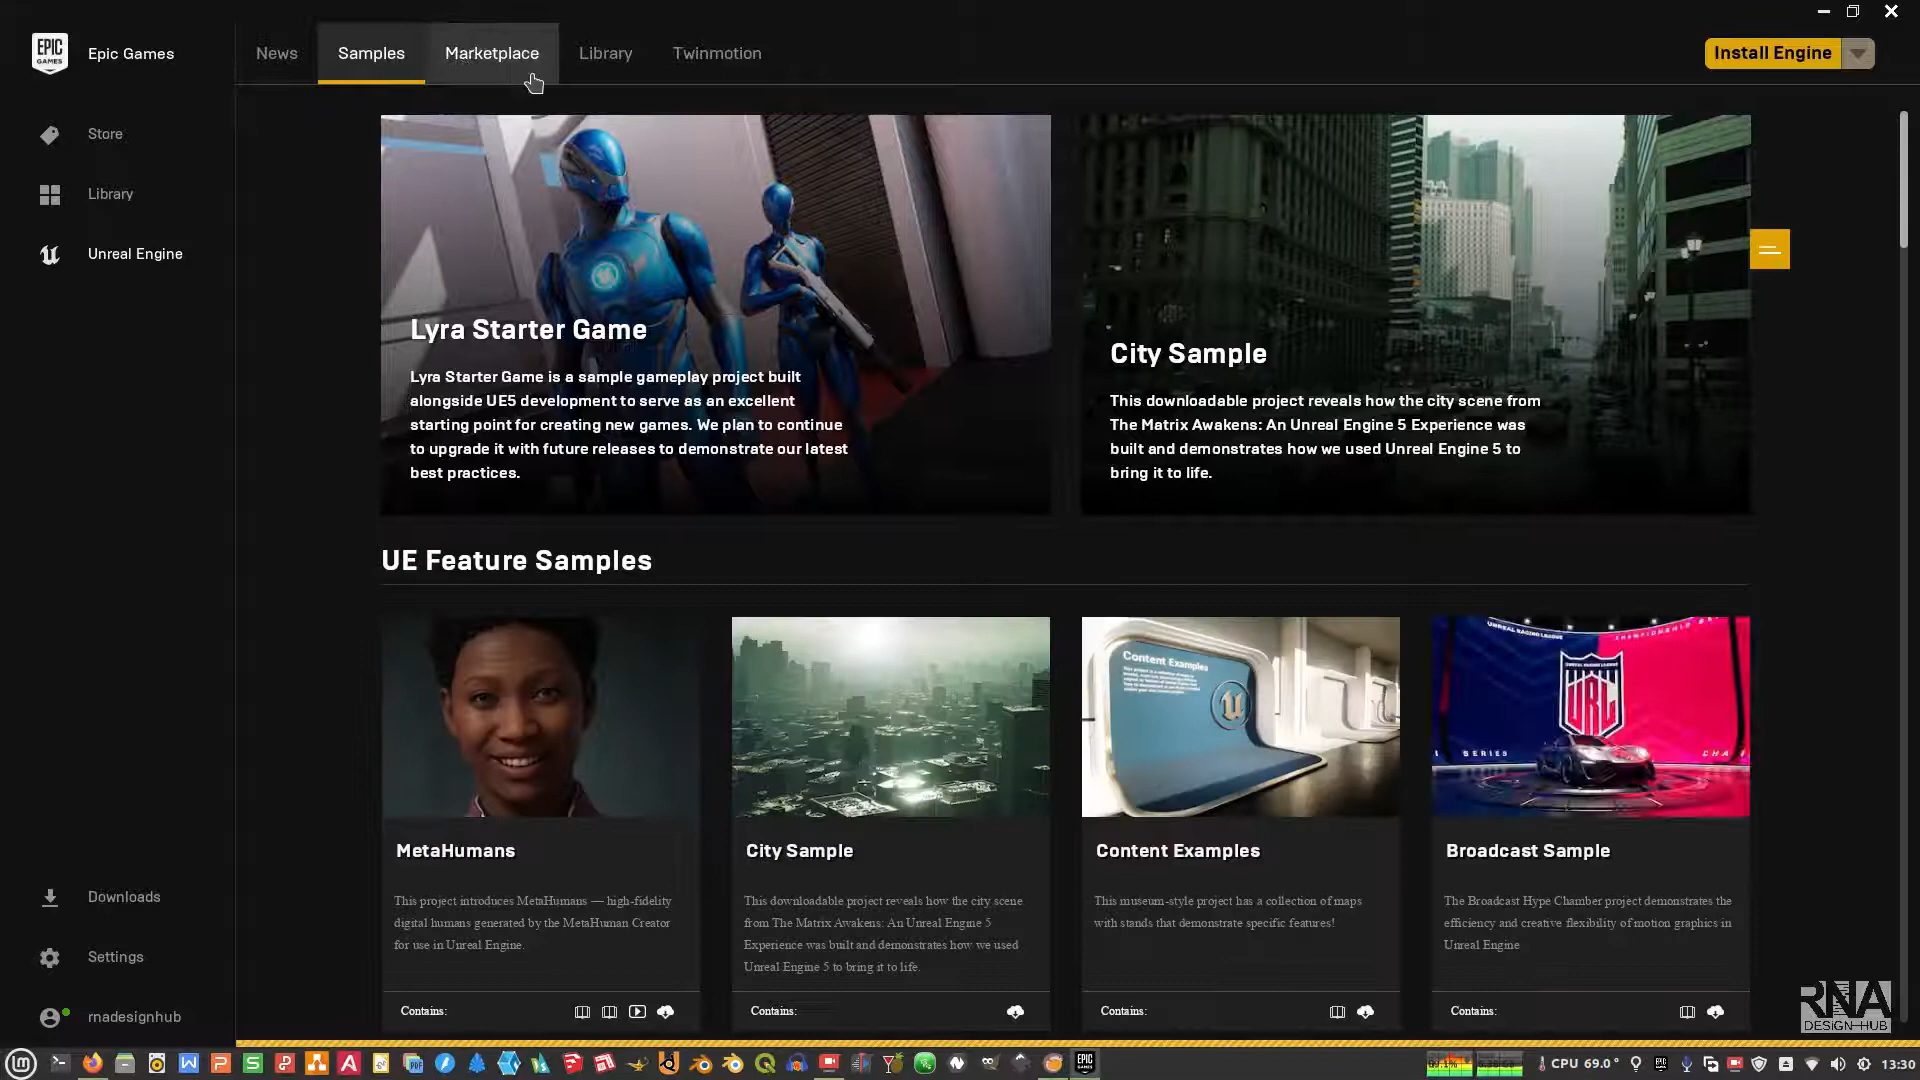 EPIC
GAMES
Epic Games
News
Samples
Marketplace
Library
Twinmotion
Install Engine
Store
Library
Unreal Engine
Lyra Starter Game
Lyra Starter Game is a sample gameplay project built
alongside UE5 development to serve as an excellent
starting point for creating new games. We plan to continue
to upgrade it with future releases to demonstrate our latest
best practices.
City Sample
This downloadable project reveals how the city scene from
The Matrix Awakens: An Unreal Engine 5 Experience was
built and demonstrates how we used Unreal Engine 5 to
bring it to life.
UE Feature Samples
Content Examples
UNREAL RACING LEAGUE
URL
SERIES
MetaHumans
This project introduces MetaHumans — high-fidelity
digital humans generated by the MetaHuman Creator
for use in Unreal Engine.
Contains:
City Sample
This downloadable project reveals how the city scene
from The Matrix Awakens: An Unreal Engine 5
Experience was built and demonstrates how we used
Unreal Engine 5 to bring it to life.
Contains:
Content Examples
This museum-style project has a collection of maps
with stands that demonstrate specific features!
Contains:
Broadcast Sample
The Broadcast Hype Chamber project demonstrates the
efficiency and creative flexibility of motion graphics in
Unreal Engine
Contains:
Downloads
Settings
rnadesignhub
RNA
DESIGN-HUB
CPU 69.0°
13:30